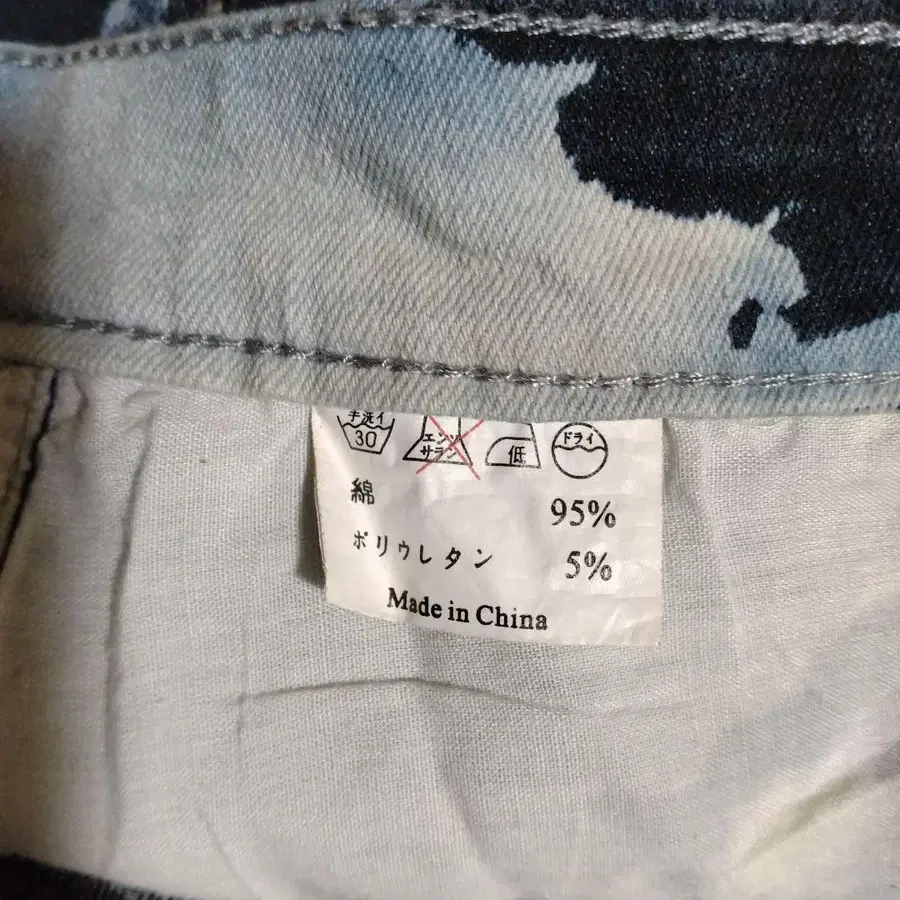 手洗イ 30 エンソ サラシ 低 ドライ
綿 95%
ポリウレタン 5%
Made in China